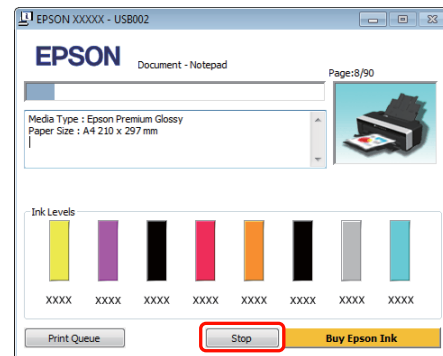 EPSON XXXXX - USB002
EPSON
Document - Notepad
Page:8/90
Media Type : Epson Premium Glossy
Paper Size : A4 210 x 297 mm
Ink Levels
XXXX XXXX XXXX XXXX XXXX XXXX XXXX XXXX
Print Queue Stop Buy Epson Ink